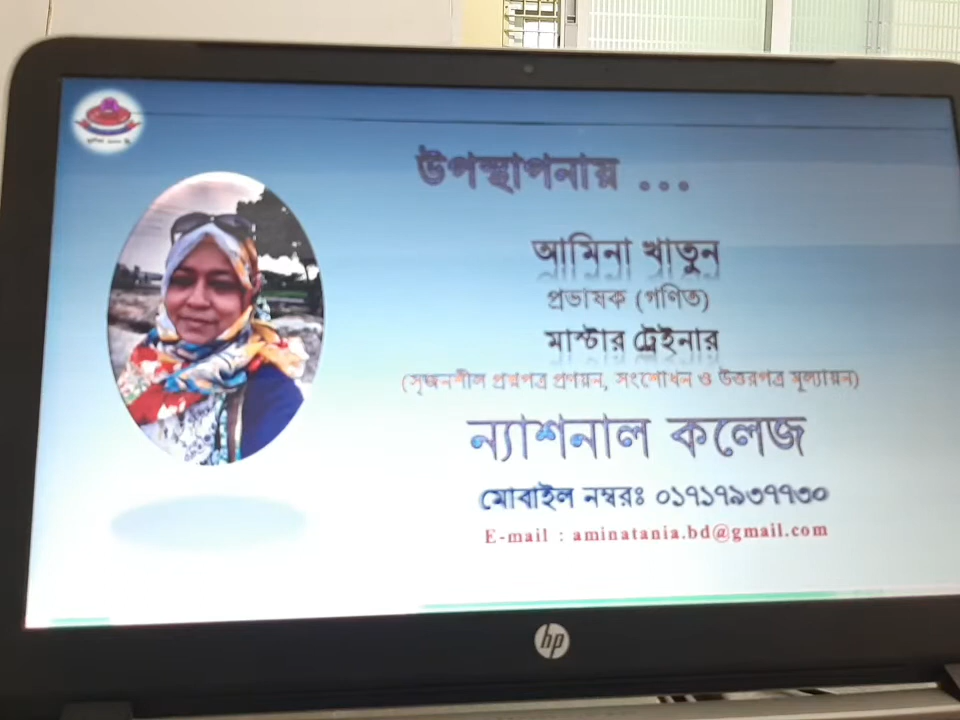 উপস্থাপনায় ...
আমিনা খাতুন
প্রভাষক (গণিত)
মাস্টার ট্রেইনার
(সৃজনশীল প্রশ্নপত্র প্রণয়ন, সংশোধন ও উত্তরপত্র মূল্যায়ন)
ন্যাশনাল কলেজ
মোবাইল নম্বরঃ ০১৭১৭৯৩৭৭৩০
E-mail : aminatania.bd@gmail.com
hp